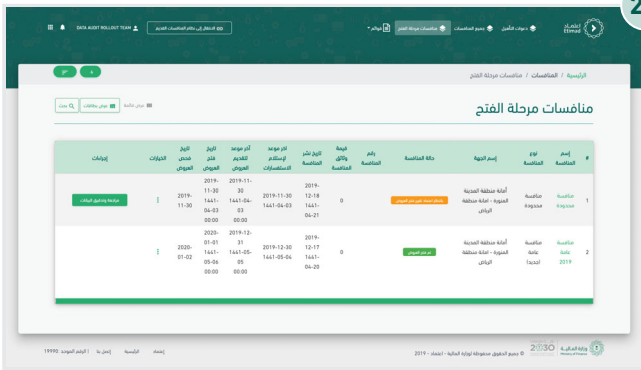 2
اعتماد
Etimad
دعوات التأهيل
جميع المنافسات
منافسات مرحلة الفتح
قوائم
الانتقال إلى نظام المنافسات القديم
DATA AUDIT ROLLOUT TEAM
الرئيسية / المنافسات / منافسات مرحلة الفتح
منافسات مرحلة الفتح
عرض قائمة
عرض بطاقات
بحث
# إسم المنافسة نوع المنافسة إسم الجهة حالة المنافسة رقم المنافسة قيمة وثائق المنافسة تاريخ نشر المنافسة اخر موعد لإستلام الاستفسارات آخر موعد لتقديم العروض تاريخ فتح العروض تاريخ فحص العروض الخيارات إجراءات
1 منافسة محدودة منافسة محدودة أمانة منطقة المدينة المنورة - امانة منطقة الرياض 0 2019-12-18 1441-04-21 2019-11-30 1441-04-03 2019-11-30 1441-04-03 00:00 2019-11-30 1441-04-03 00:00 2019-11-30
2 منافسة عامة 2019 منافسة عامة (جديد) أمانة منطقة المدينة المنورة - امانة منطقة الرياض تم فتح العروض 0 2019-12-17 1441-04-20 2019-12-30 1441-05-04 2019-12-31 1441-05-05 00:00 2020-01-01 1441-05-06 00:00 2020-01-02
وزارة المالية
Ministry of Finance
2030
© جميع الحقوق محفوظة لوزارة المالية - اعتماد - 2019
إعتماد
الرئيسية
إتصل بنا | الرقم الموحد: 19990